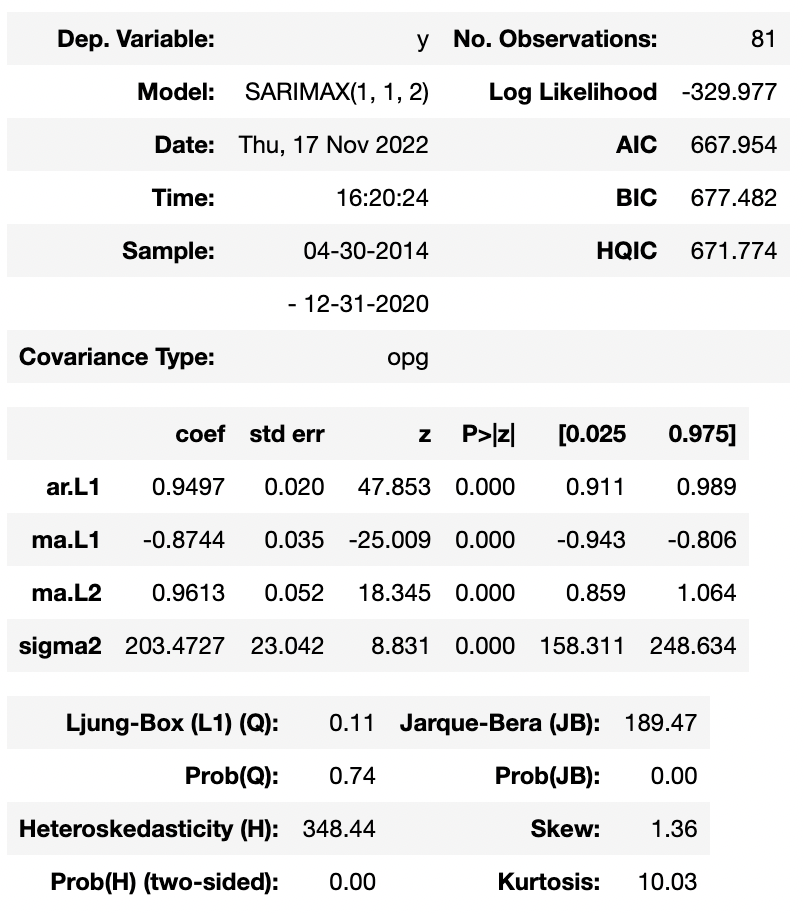 Dep. Variable: y No. Observations: 81
Model: SARIMAX(1, 1, 2) Log Likelihood -329.977
Date: Thu, 17 Nov 2022 AIC 667.954
Time: 16:20:24 BIC 677.482
Sample: 04-30-2014 HQIC 671.774
- 12-31-2020
Covariance Type: opg
coef std err z P>|z| [0.025 0.975]
ar.L1 0.9497 0.020 47.853 0.000 0.911 0.989
ma.L1 -0.8744 0.035 -25.009 0.000 -0.943 -0.806
ma.L2 0.9613 0.052 18.345 0.000 0.859 1.064
sigma2 203.4727 23.042 8.831 0.000 158.311 248.634
Ljung-Box (L1) (Q): 0.11 Jarque-Bera (JB): 189.47
Prob(Q): 0.74 Prob(JB): 0.00
Heteroskedasticity (H): 348.44 Skew: 1.36
Prob(H) (two-sided): 0.00 Kurtosis: 10.03